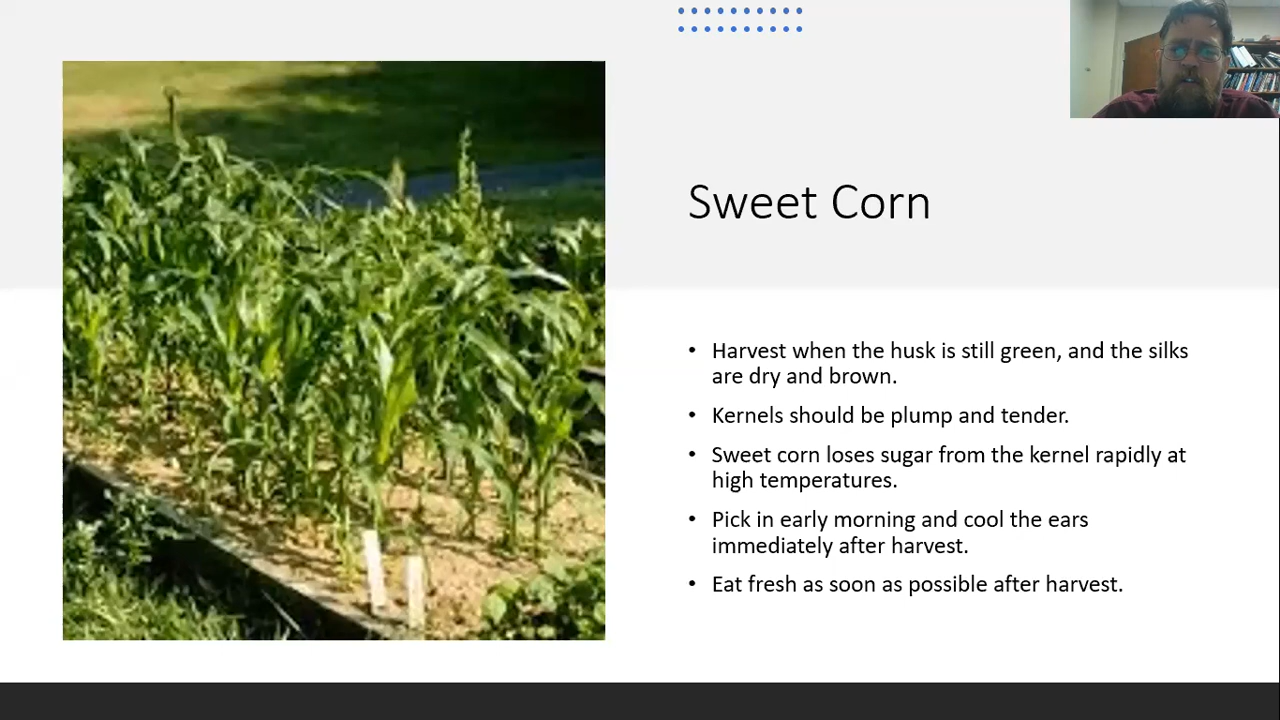 Sweet Corn
• Harvest when the husk is still green, and the silks
are dry and brown.
• Kernels should be plump and tender.
• Sweet corn loses sugar from the kernel rapidly at
high temperatures.
• Pick in early morning and cool the ears
immediately after harvest.
• Eat fresh as soon as possible after harvest.